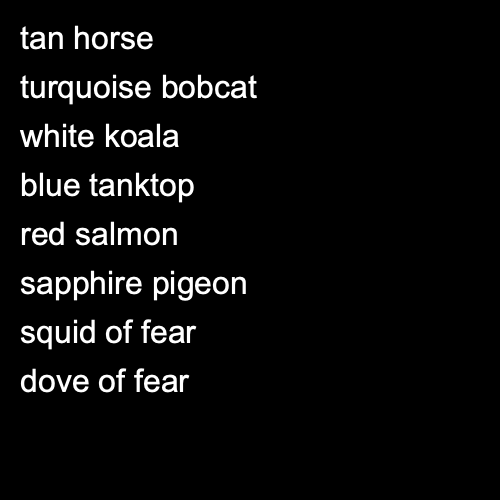 tan horse
turquoise bobcat
white koala
blue tanktop
red salmon
sapphire pigeon
squid of fear
dove of fear